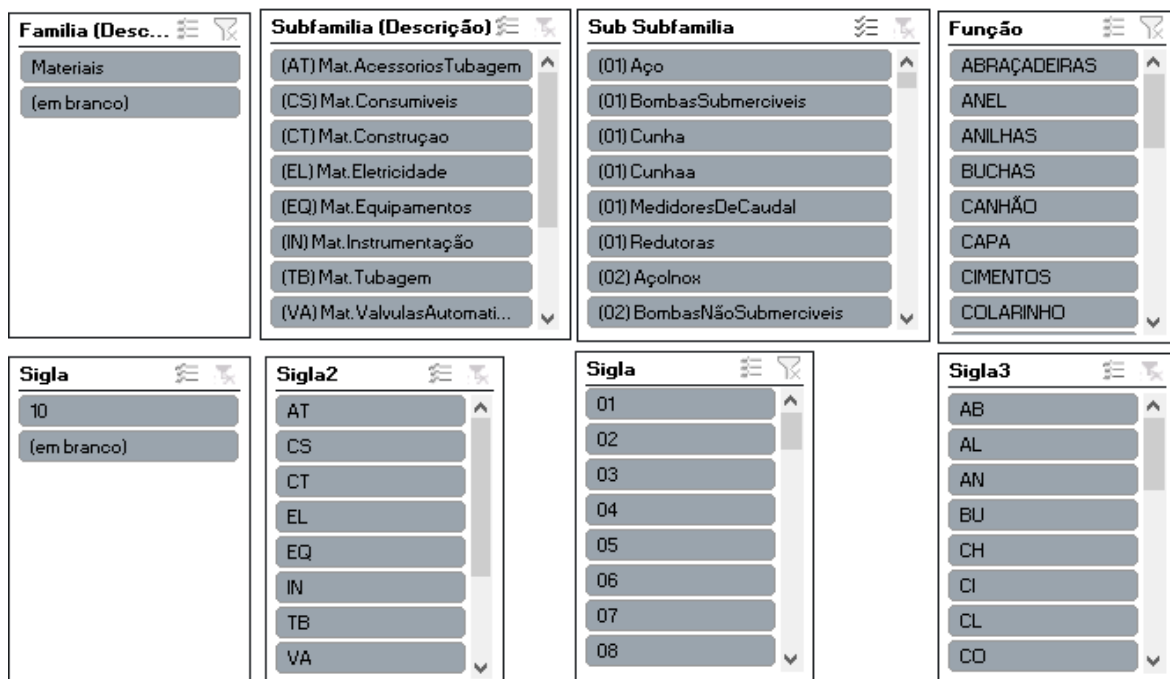 Familia (Desc...
Materiais
(em branco)
Subfamilia (Descrição)
(AT) Mat.AcessoriosTubagem
(CS) Mat.Consumiveis
(CT) Mat.Construçao
(EL) Mat.Eletricidade
(EQ) Mat.Equipamentos
(IN) Mat.Instrumentação
(TB) Mat.Tubagem
(VA) Mat.ValvulasAutomati...
Sub Subfamilia
(01) Aço
(01) BombasSubmerciveis
(01) Cunha
(01) Cunhaa
(01) MedidoresDeCaudal
(01) Redutoras
(02) AçoInox
(02) BombasNãoSubmerciveis
Função
ABRAÇADEIRAS
ANEL
ANILHAS
BUCHAS
CANHÃO
CAPA
CIMENTOS
COLARINHO
Sigla
10
(em branco)
Sigla2
AT
CS
CT
EL
EQ
IN
TB
VA
Sigla
01
02
03
04
05
06
07
08
Sigla3
AB
AL
AN
BU
CH
CI
CL
CO